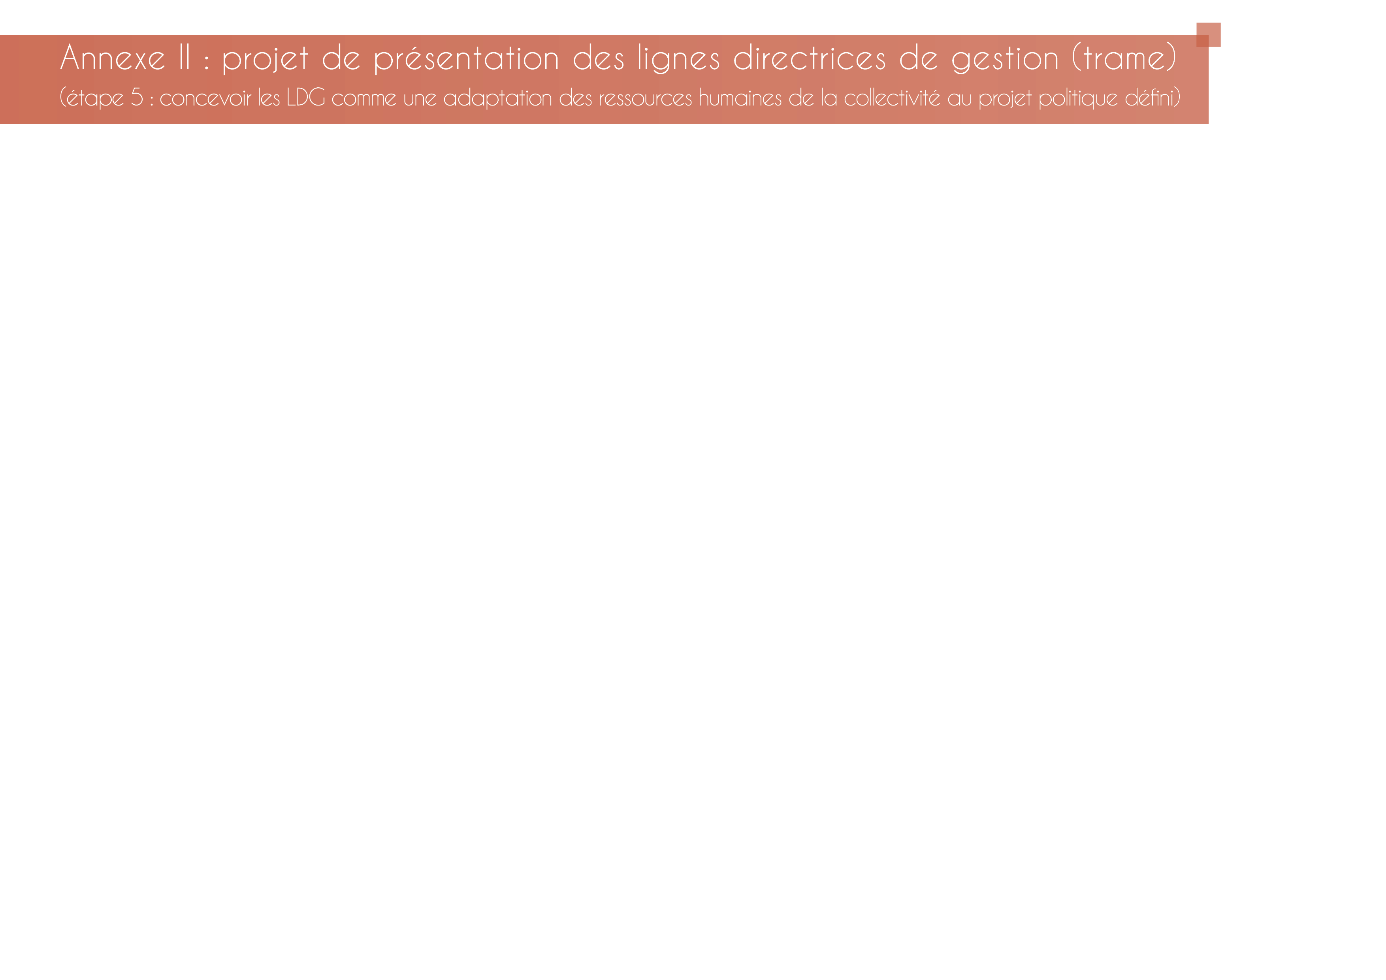 Annexe II : projet de présentation des lignes directrices de gestion (trame)
(étape 5 : concevoir les LDG comme une adaptation des ressources humaines de la collectivité au projet politique défini)